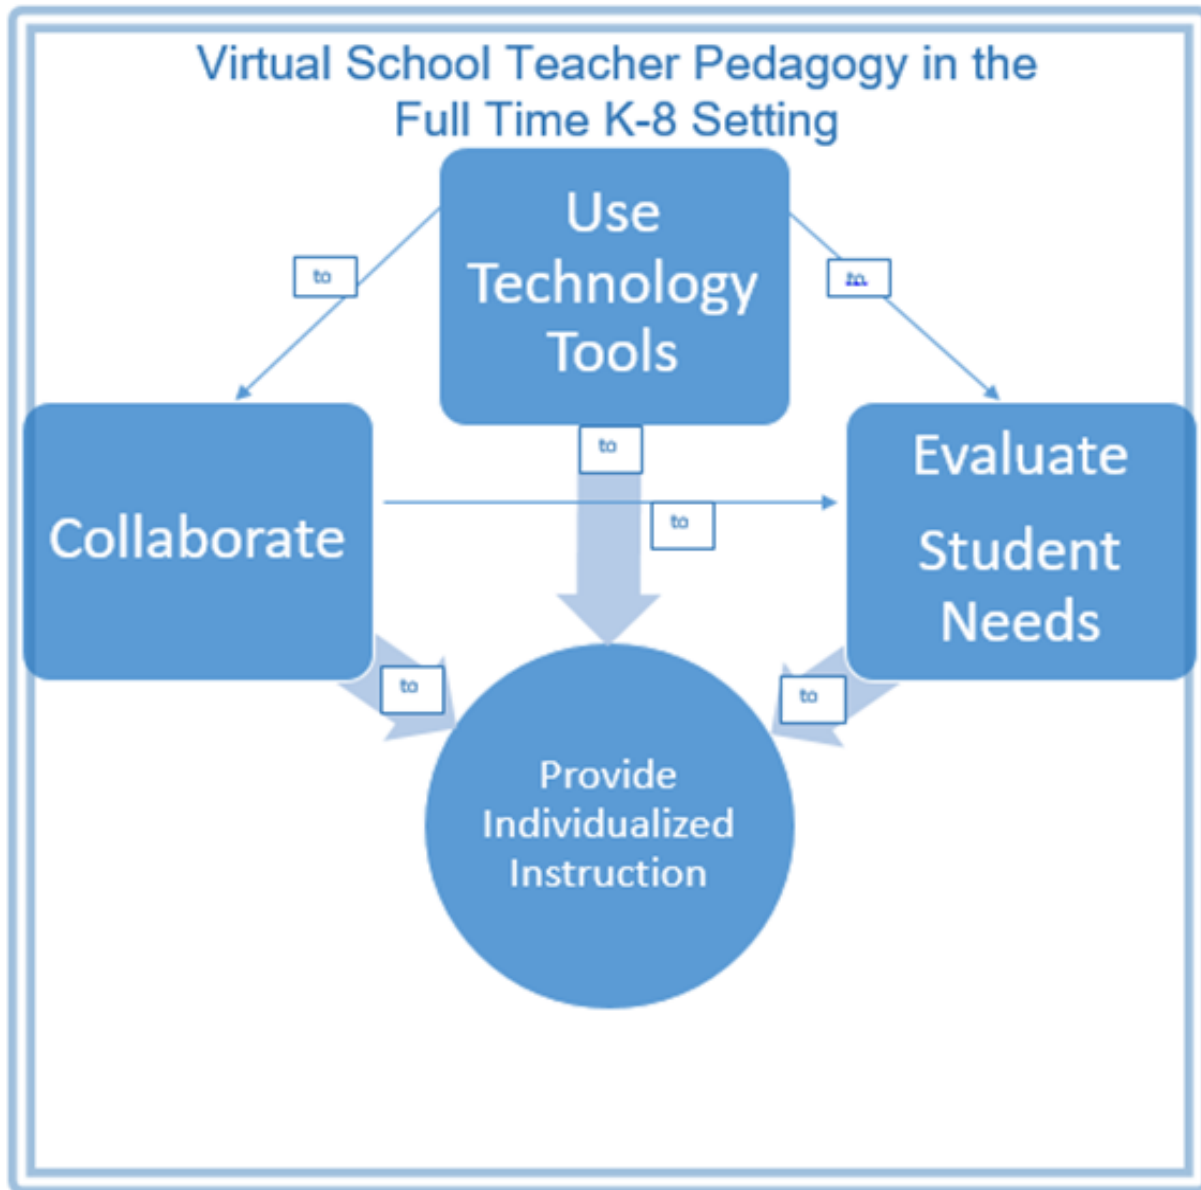 Virtual School Teacher Pedagogy in the
Full Time K-8 Setting
Use
Technology
Tools
to
to
Collaborate
to
to
Evaluate
Student
Needs
to
to
Provide
Individualized
Instruction